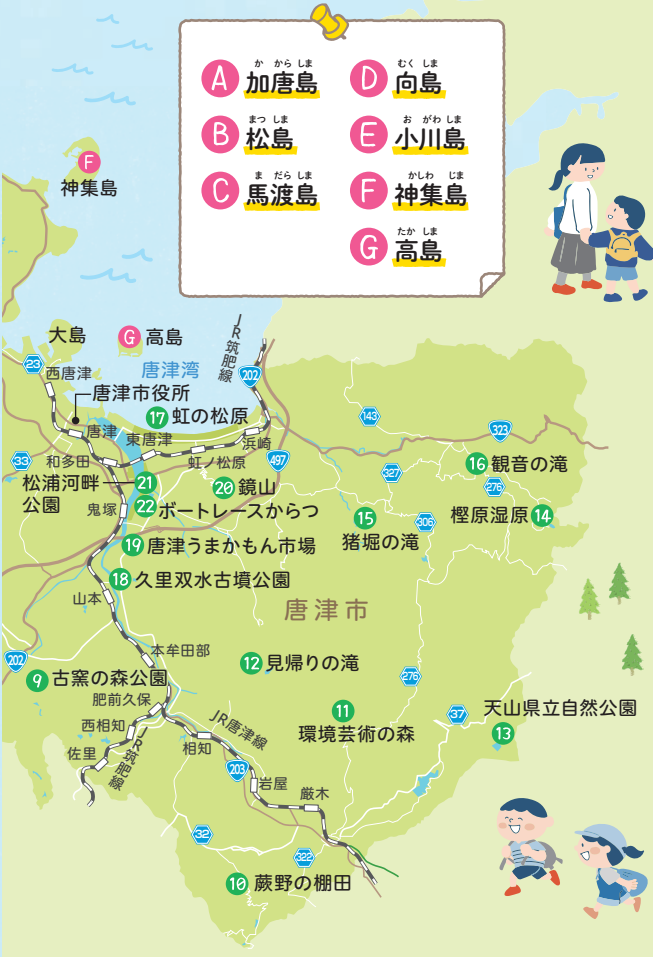 A 加唐島
か から しま
B 松島
まつ しま
C 馬渡島
ま だら しま
D 向島
むく しま
E 小川島
お がわ しま
F 神集島
かしわ じま
G 高島
たか しま
F
神集島
大島
G 高島
唐津湾
JR筑肥線
23
西唐津
202
唐津市役所
17 虹の松原
143
323
唐津
東唐津
浜崎
33
和多田
虹ノ松原
497
327
16 観音の滝
276
松浦河畔公園
21
20 鏡山
鬼塚
22 ボートレースからつ
15
猪堀の滝
306
樫原湿原 14
19 唐津うまかもん市場
18 久里双水古墳公園
山本
唐津市
本牟田部
202
12 見帰りの滝
276
9 古窯の森公園
肥前久保
11
環境芸術の森
37
天山県立自然公園
13
西相知
JR唐津線
相知
佐里
JR筑肥線
203
岩屋
厳木
32
322
10 蕨野の棚田